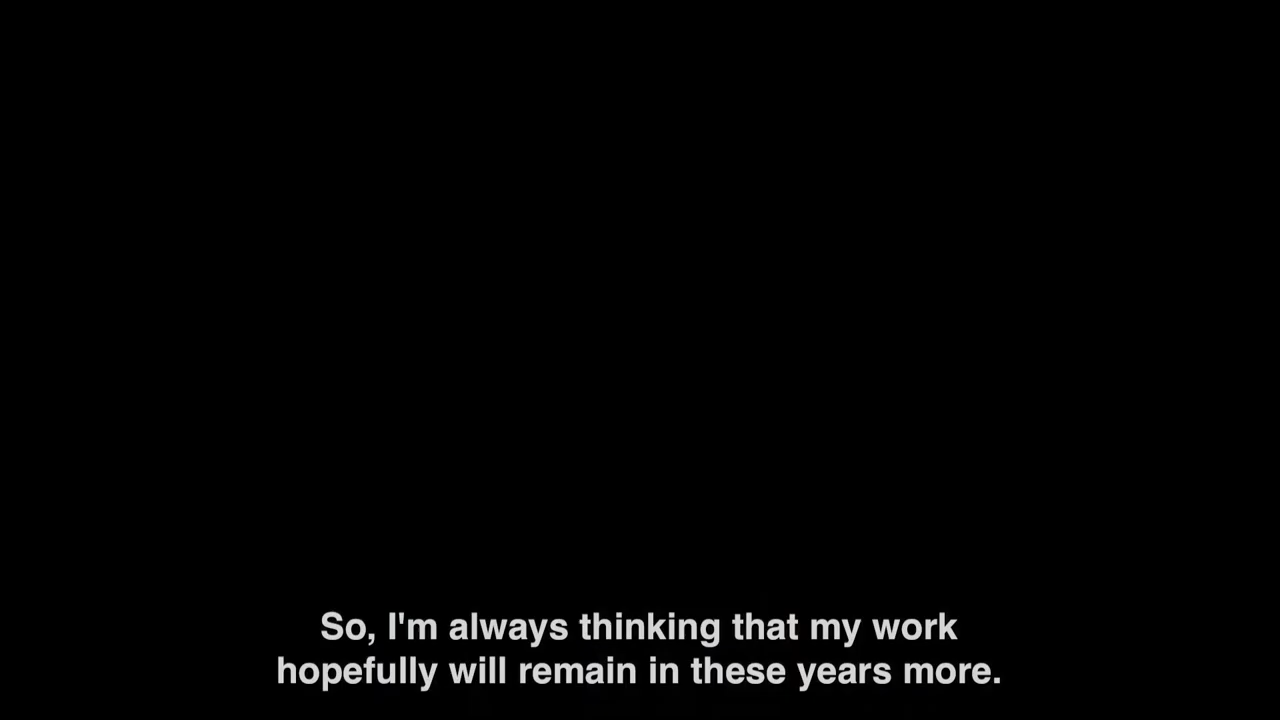 So, I'm always thinking that my work
hopefully will remain in these years more.